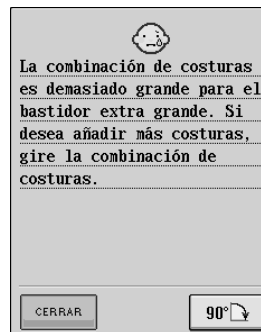 La combinación de costuras
es demasiado grande para el
bastidor extra grande. Si
desea añadir más costuras,
gire la combinación de
costuras.
CERRAR
90°